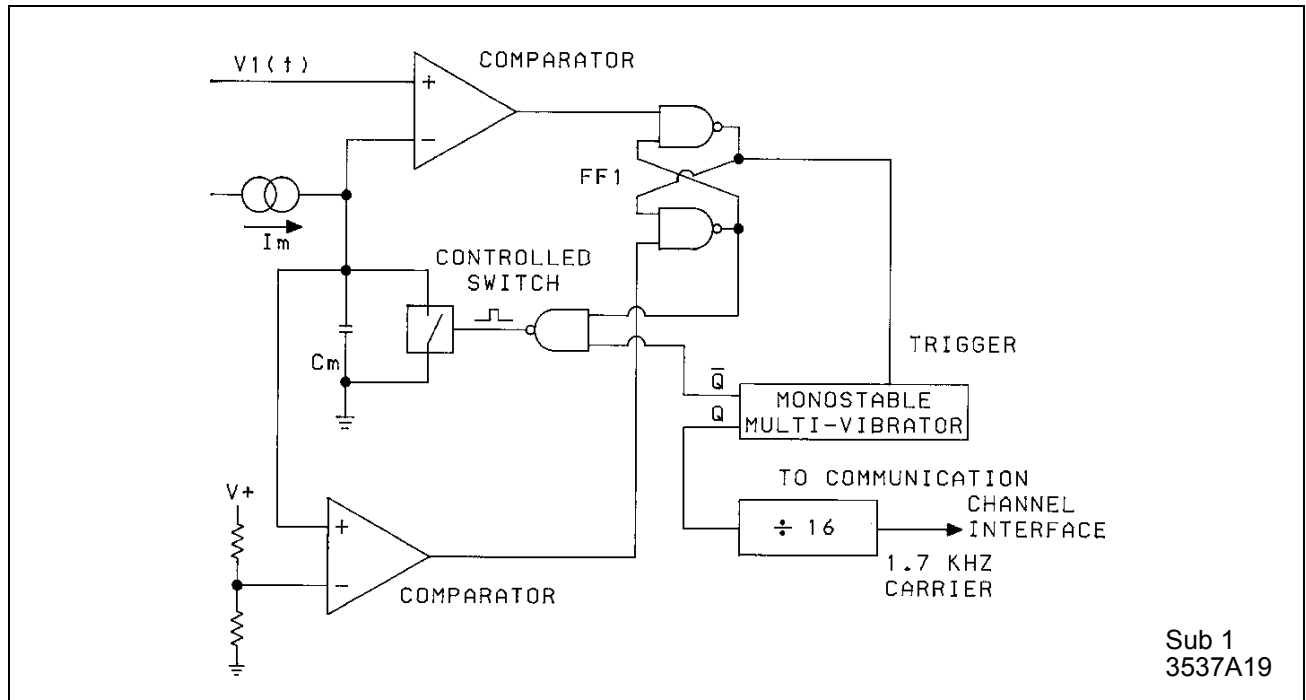 V1(t)
COMPARATOR
+
−
FF1
Im
CONTROLLED
SWITCH
Cm
TRIGGER
Q̅
Q
MONOSTABLE
MULTI-VIBRATOR
V+
+
−
COMPARATOR
TO COMMUNICATION
CHANNEL
INTERFACE
÷ 16
1.7 KHZ
CARRIER
Sub 1
3537A19